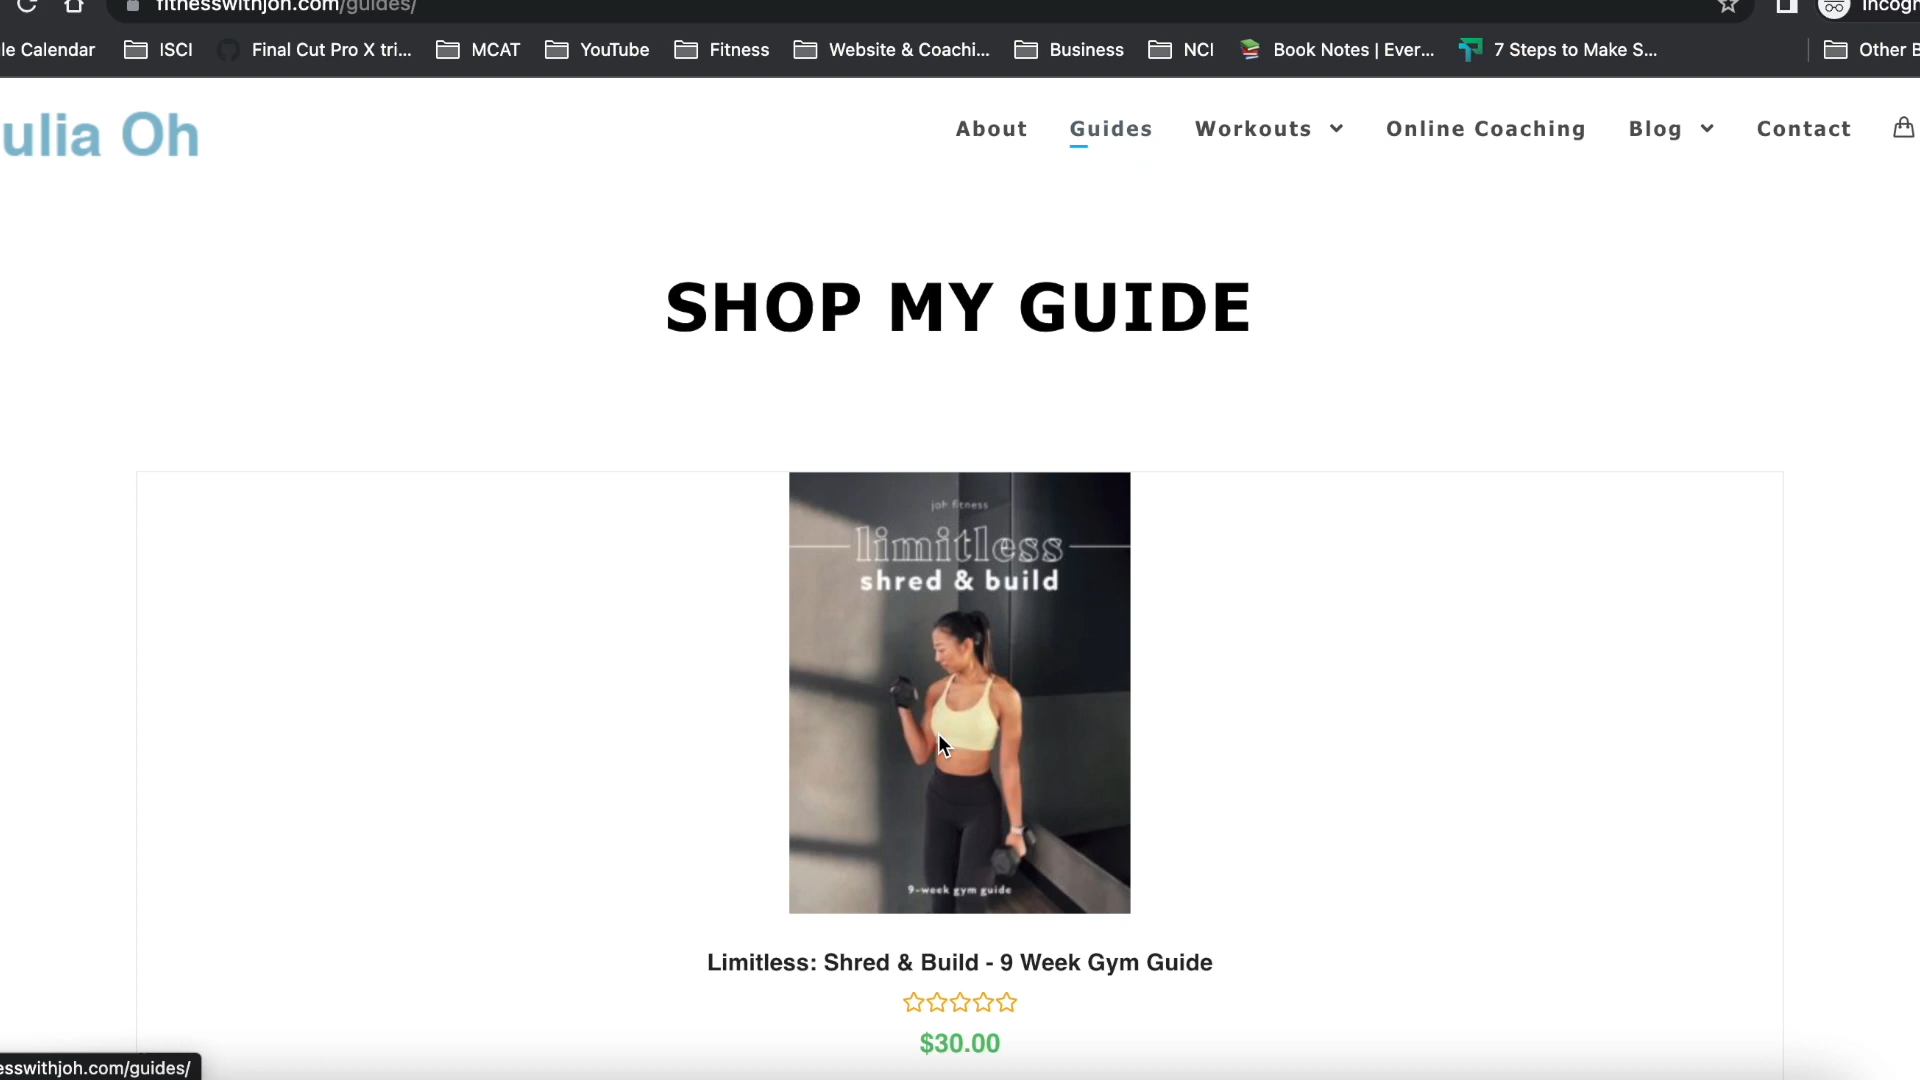 fitnesswithjoh.com/guides/
Incogn
le Calendar ISCI Final Cut Pro X tri... MCAT YouTube Fitness Website & Coachi... Business NCI Book Notes | Ever... 7 Steps to Make S... Other B
ulia Oh
About Guides Workouts Online Coaching Blog Contact
SHOP MY GUIDE
joh fitness
limitless
shred & build
9-week gym guide
Limitless: Shred & Build - 9 Week Gym Guide
$30.00
esswithjoh.com/guides/